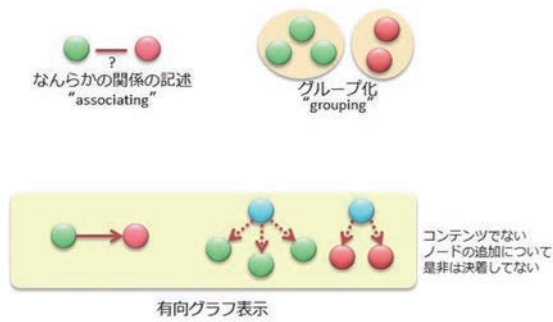 ?
なんらかの関係の記述
"associating"
グループ化
"grouping"
コンテンツでない
ノードの追加について
是非は決着してない
有向グラフ表示